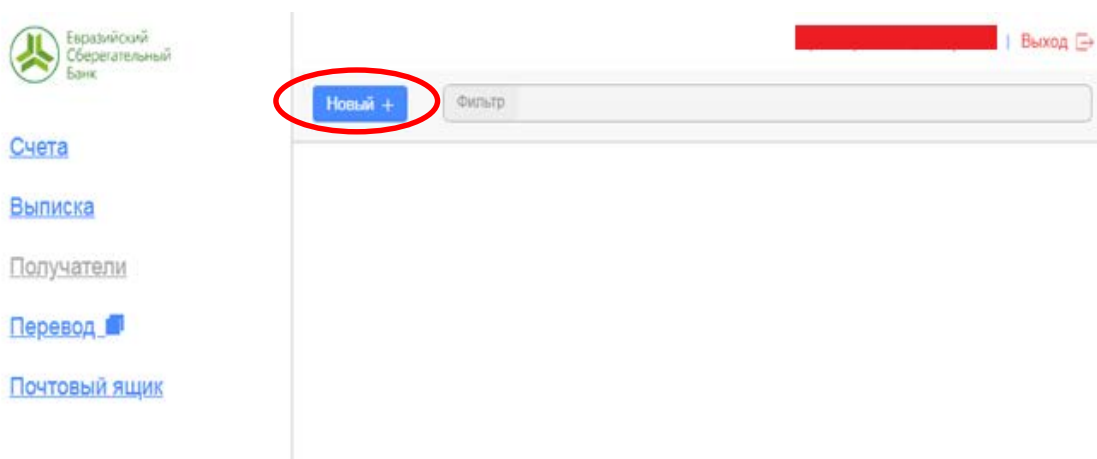 Евразийский
Сберегательный
Банк
| Выход
Новый +
Фильтр
Счета
Выписка
Получатели
Перевод
Почтовый ящик